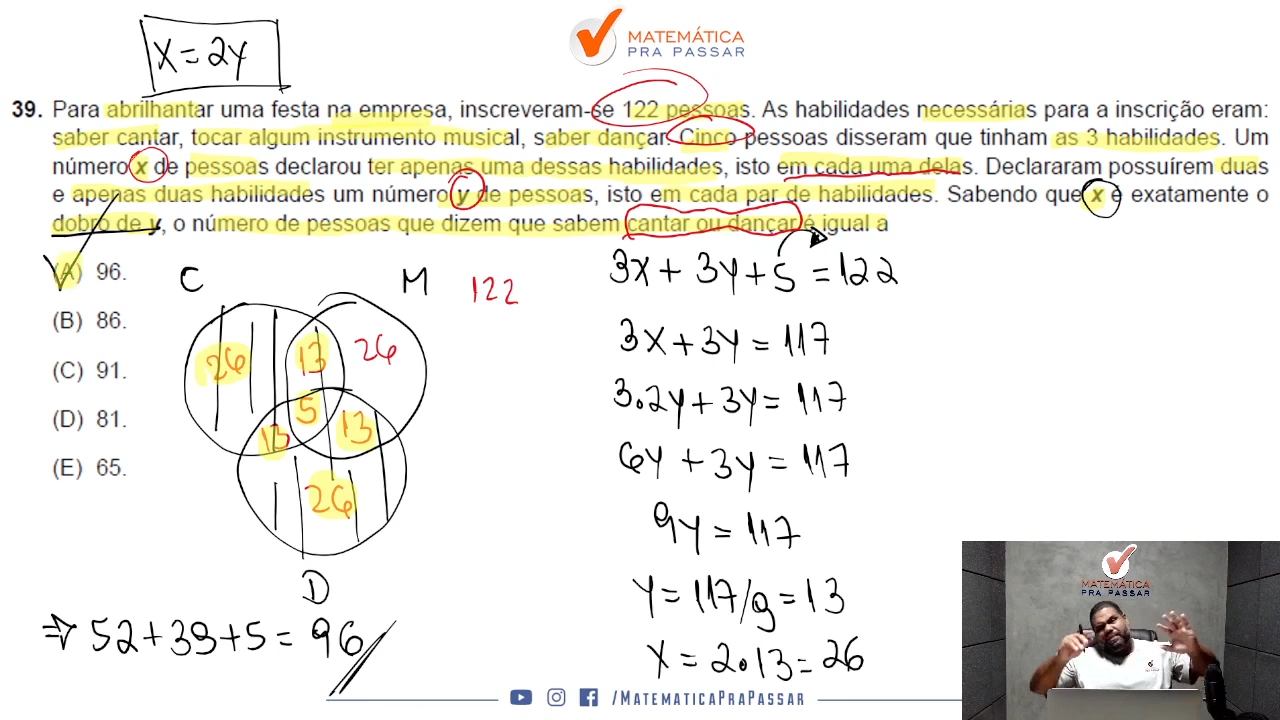 X = 2Y
MATEMÁTICA
PRA PASSAR
39. Para abrilhantar uma festa na empresa, inscreveram-se 122 pessoas. As habilidades necessárias para a inscrição eram:
saber cantar, tocar algum instrumento musical, saber dançar. Cinco pessoas disseram que tinham as 3 habilidades. Um
número x de pessoas declarou ter apenas uma dessas habilidades, isto em cada uma delas. Declararam possuírem duas
e apenas duas habilidades um número y de pessoas, isto em cada par de habilidades. Sabendo que x é exatamente o
dobro de y, o número de pessoas que dizem que sabem cantar ou dançar é igual a
(A) 96.
(B) 86.
(C) 91.
(D) 81.
(E) 65.
C
M
122
26
13
26
5
13
13
26
D
⇒ 52+39+5 = 96
3X + 3Y + 5 = 122
3X + 3Y = 117
3.2Y + 3Y = 117
6Y + 3Y = 117
9Y = 117
Y = 117/9 = 13
X = 2.13 = 26
MATEMÁTICA
PRA PASSAR
/MATEMATICAPRAPASSAR